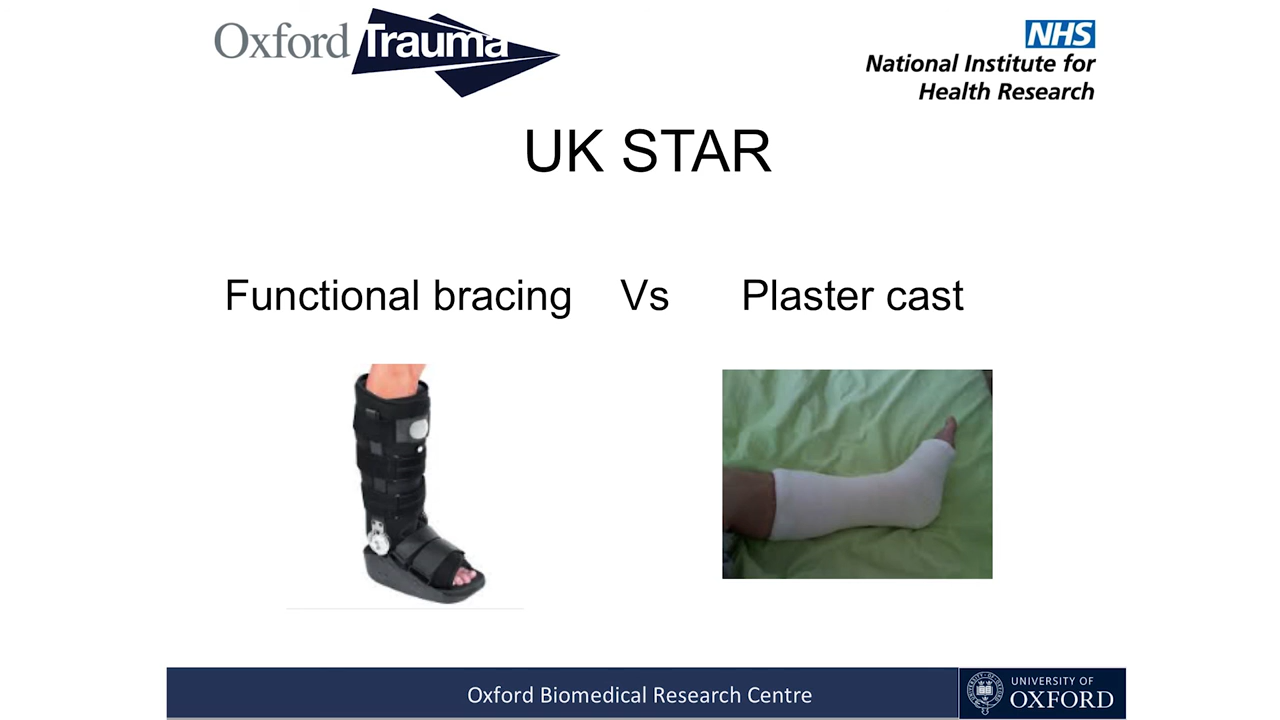 Oxford Trauma
NHS
National Institute for
Health Research
UK STAR
Functional bracing Vs Plaster cast
Oxford Biomedical Research Centre
UNIVERSITY OF
OXFORD